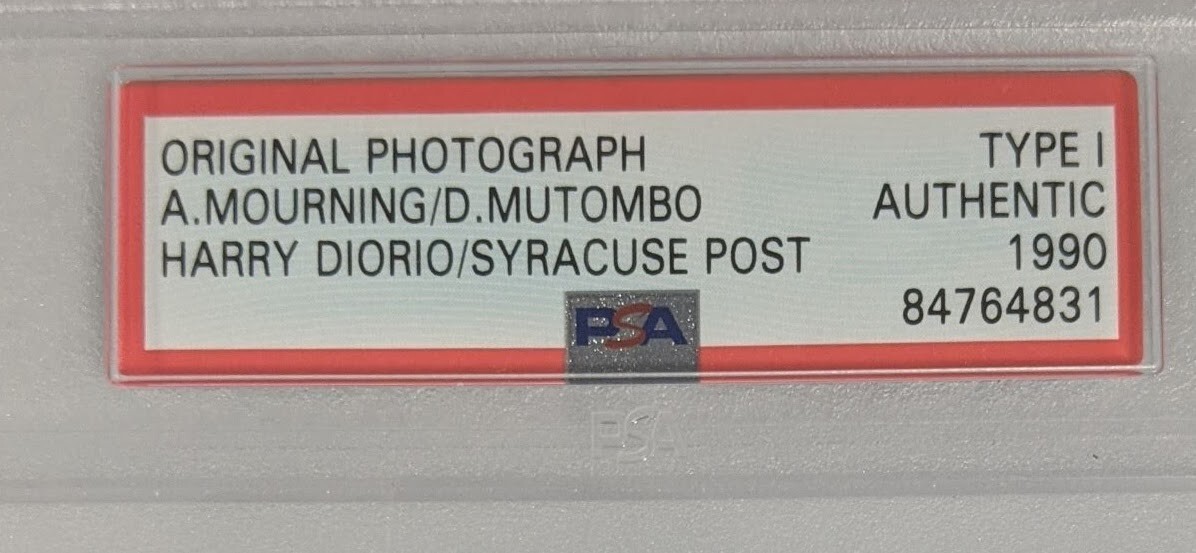 ORIGINAL PHOTOGRAPH TYPE I
A.MOURNING/D.MUTOMBO AUTHENTIC
HARRY DIORIO/SYRACUSE POST 1990
84764831
PSA
PSA